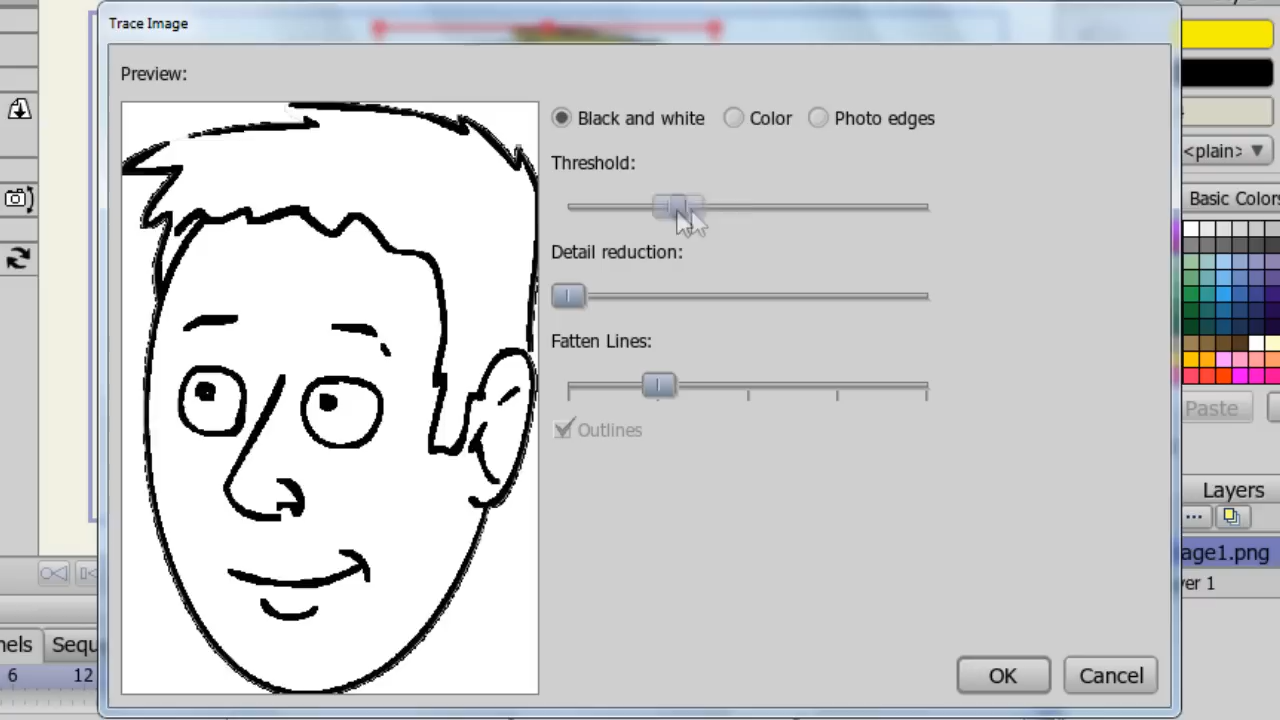 Trace Image
Preview:
Black and white
Color
Photo edges
Threshold:
<plain>
Basic Colors
Detail reduction:
Fatten Lines:
Paste
Outlines
Layers
...
age1.png
yer 1
nels
Sequ
6
12
OK
Cancel